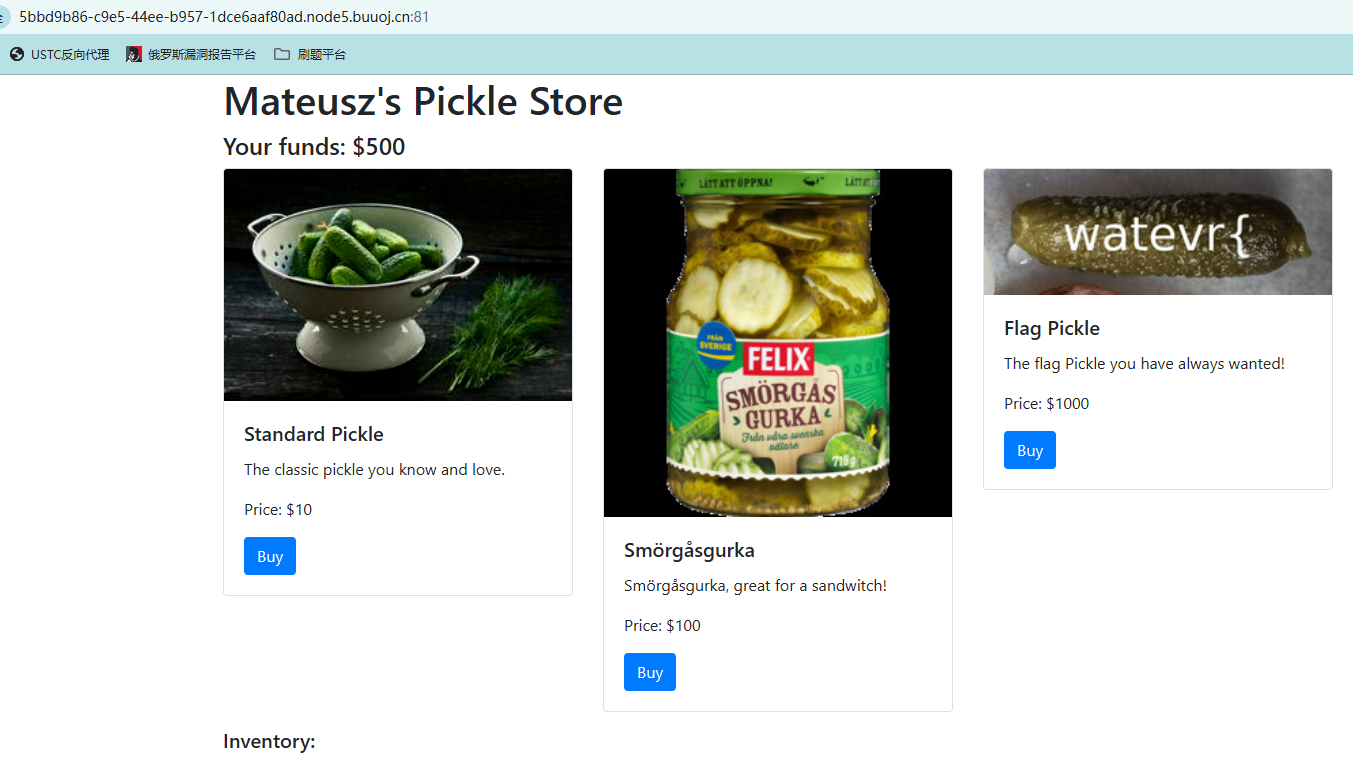 5bbd9b86-c9e5-44ee-b957-1dce6aaf80ad.node5.buuoj.cn:81
USTC反向代理 俄罗斯漏洞报告平台 刷题平台
Mateusz's Pickle Store
Your funds: $500
LÄTT ATT ÖPPNA!
FRÅN
SVERIGE
FELIX
SMÖRGÅS
GURKA
Från våra svenska
odlare
715g
Standard Pickle
The classic pickle you know and love.
Price: $10
Buy
Smörgåsgurka
Smörgåsgurka, great for a sandwitch!
Price: $100
Buy
watevr{
Flag Pickle
The flag Pickle you have always wanted!
Price: $1000
Buy
Inventory: